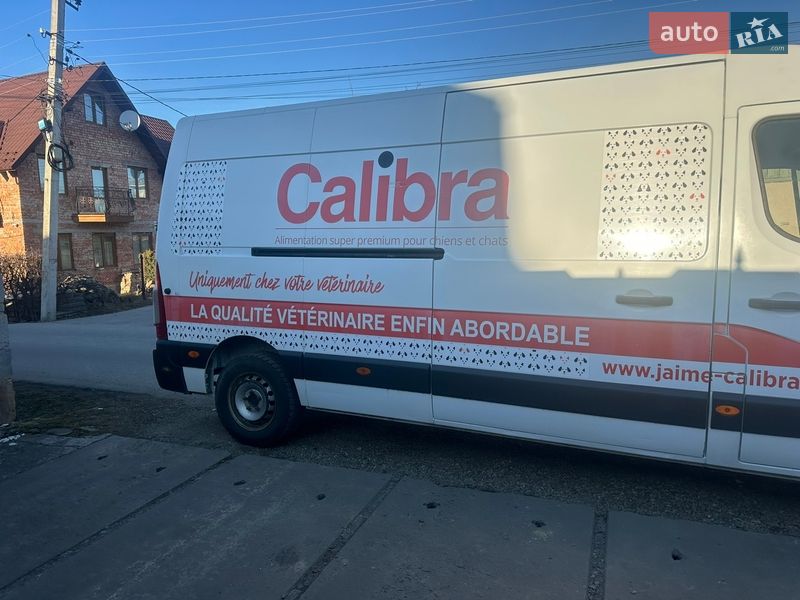 auto RIA
.com
Calibra
Alimentation super premium pour chiens et chats
Uniquement chez votre vétérinaire
LA QUALITÉ VÉTÉRINAIRE ENFIN ABORDABLE
www.jaime-calibra